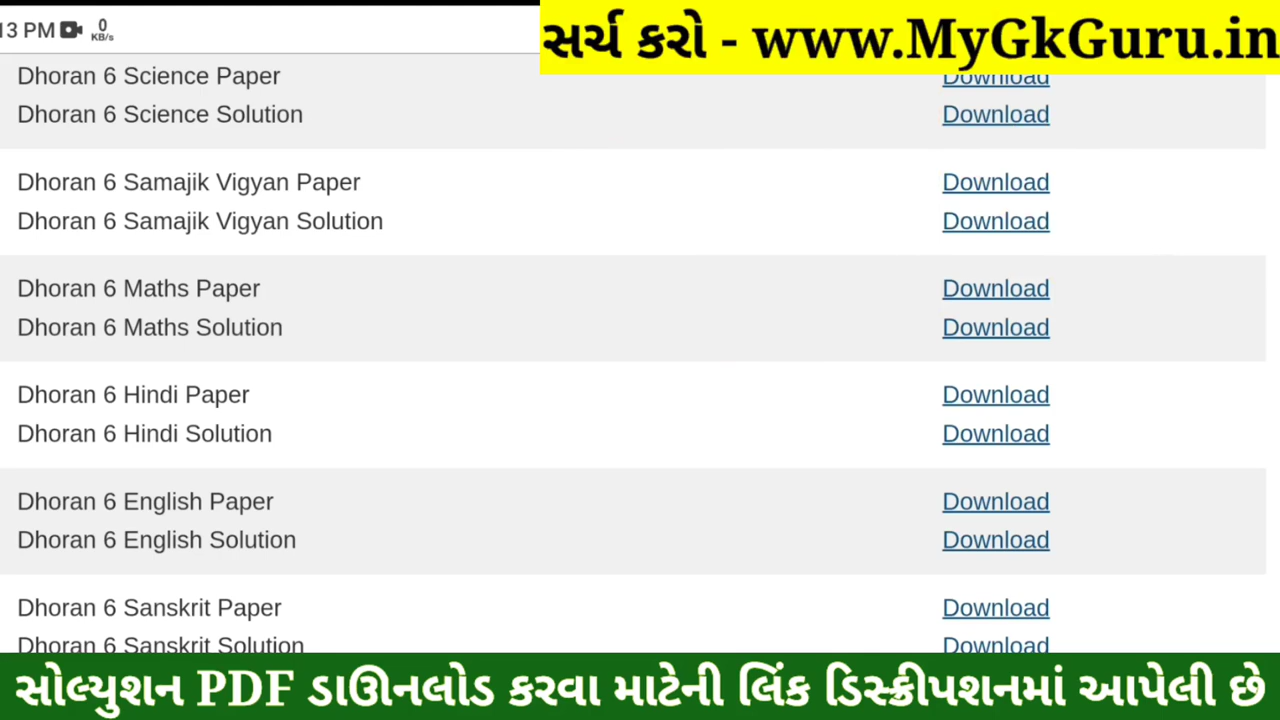 13 PM 0 KB/s
સર્ચ કરો - www.MyGkGuru.in
Dhoran 6 Science Paper Download
Dhoran 6 Science Solution Download
Dhoran 6 Samajik Vigyan Paper Download
Dhoran 6 Samajik Vigyan Solution Download
Dhoran 6 Maths Paper Download
Dhoran 6 Maths Solution Download
Dhoran 6 Hindi Paper Download
Dhoran 6 Hindi Solution Download
Dhoran 6 English Paper Download
Dhoran 6 English Solution Download
Dhoran 6 Sanskrit Paper Download
Dhoran 6 Sanskrit Solution Download
સોલ્યુશન PDF ડાઊનલોડ કરવા માટેની લિંક ડિસ્ક્રીપશનમાં આપેલી છે